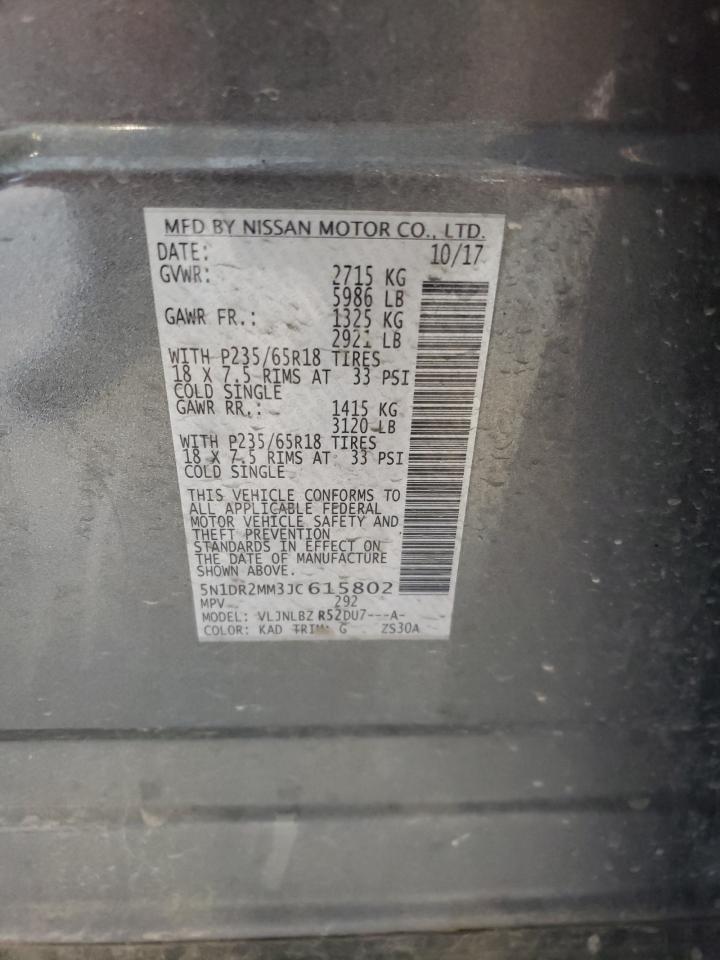 MFD BY NISSAN MOTOR CO., LTD.
DATE: 10/17
GVWR: 2715 KG
5986 LB
GAWR FR.: 1325 KG
2921 LB
WITH P235/65R18 TIRES
18 X 7.5 RIMS AT 33 PSI
COLD SINGLE
GAWR RR.: 1415 KG
3120 LB
WITH P235/65R18 TIRES
18 X 7.5 RIMS AT 33 PSI
COLD SINGLE
THIS VEHICLE CONFORMS TO
ALL APPLICABLE FEDERAL
MOTOR VEHICLE SAFETY AND
THEFT PREVENTION
STANDARDS IN EFFECT ON
THE DATE OF MANUFACTURE
SHOWN ABOVE.
5N1DR2MM3JC615802
MPV 292
MODEL: VLJNLBZ R52DU7---A-
COLOR: KAD TRIM: G ZS30A